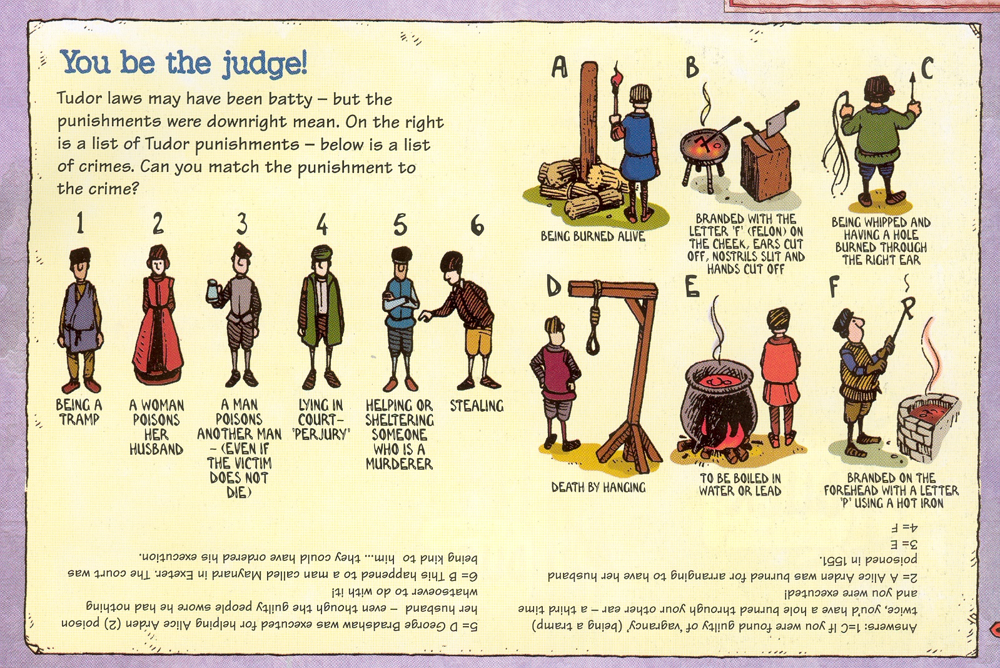 You be the judge!
Tudor laws may have been batty – but the
punishments were downright mean. On the right
is a list of Tudor punishments – below is a list
of crimes. Can you match the punishment to
the crime?
1
BEING A
TRAMP
2
A WOMAN
POISONS
HER
HUSBAND
3
A MAN
POISONS
ANOTHER MAN
– (EVEN IF
THE VICTIM
DOES NOT
DIE)
4
LYING IN
COURT–
'PERJURY'
5
HELPING OR
SHELTERING
SOMEONE
WHO IS A
MURDERER
6
STEALING
A
BEING BURNED ALIVE
B
BRANDED WITH THE
LETTER 'F' (FELON) ON
THE CHEEK, EARS CUT
OFF, NOSTRILS SLIT AND
HANDS CUT OFF
C
BEING WHIPPED AND
HAVING A HOLE
BURNED THROUGH
THE RIGHT EAR
D
DEATH BY HANGING
E
TO BE BOILED IN
WATER OR LEAD
F
P
BRANDED ON THE
FOREHEAD WITH A LETTER
'P' USING A HOT IRON
Answers: 1=C If you were found guilty of 'vagrancy' (being a tramp)
twice, you'd have a hole burned through your other ear – a third time
and you were executed!
2= A Alice Arden was burned for arranging to have her husband
poisoned in 1551.
3= E
4= F
5= D George Bradshaw was executed for helping Alice Arden (2) poison
her husband – even though the guilty people swore he had nothing
whatsoever to do with it!
6= B This happened to a man called Maynard in Exeter. The court was
being kind to him... they could have ordered his execution.